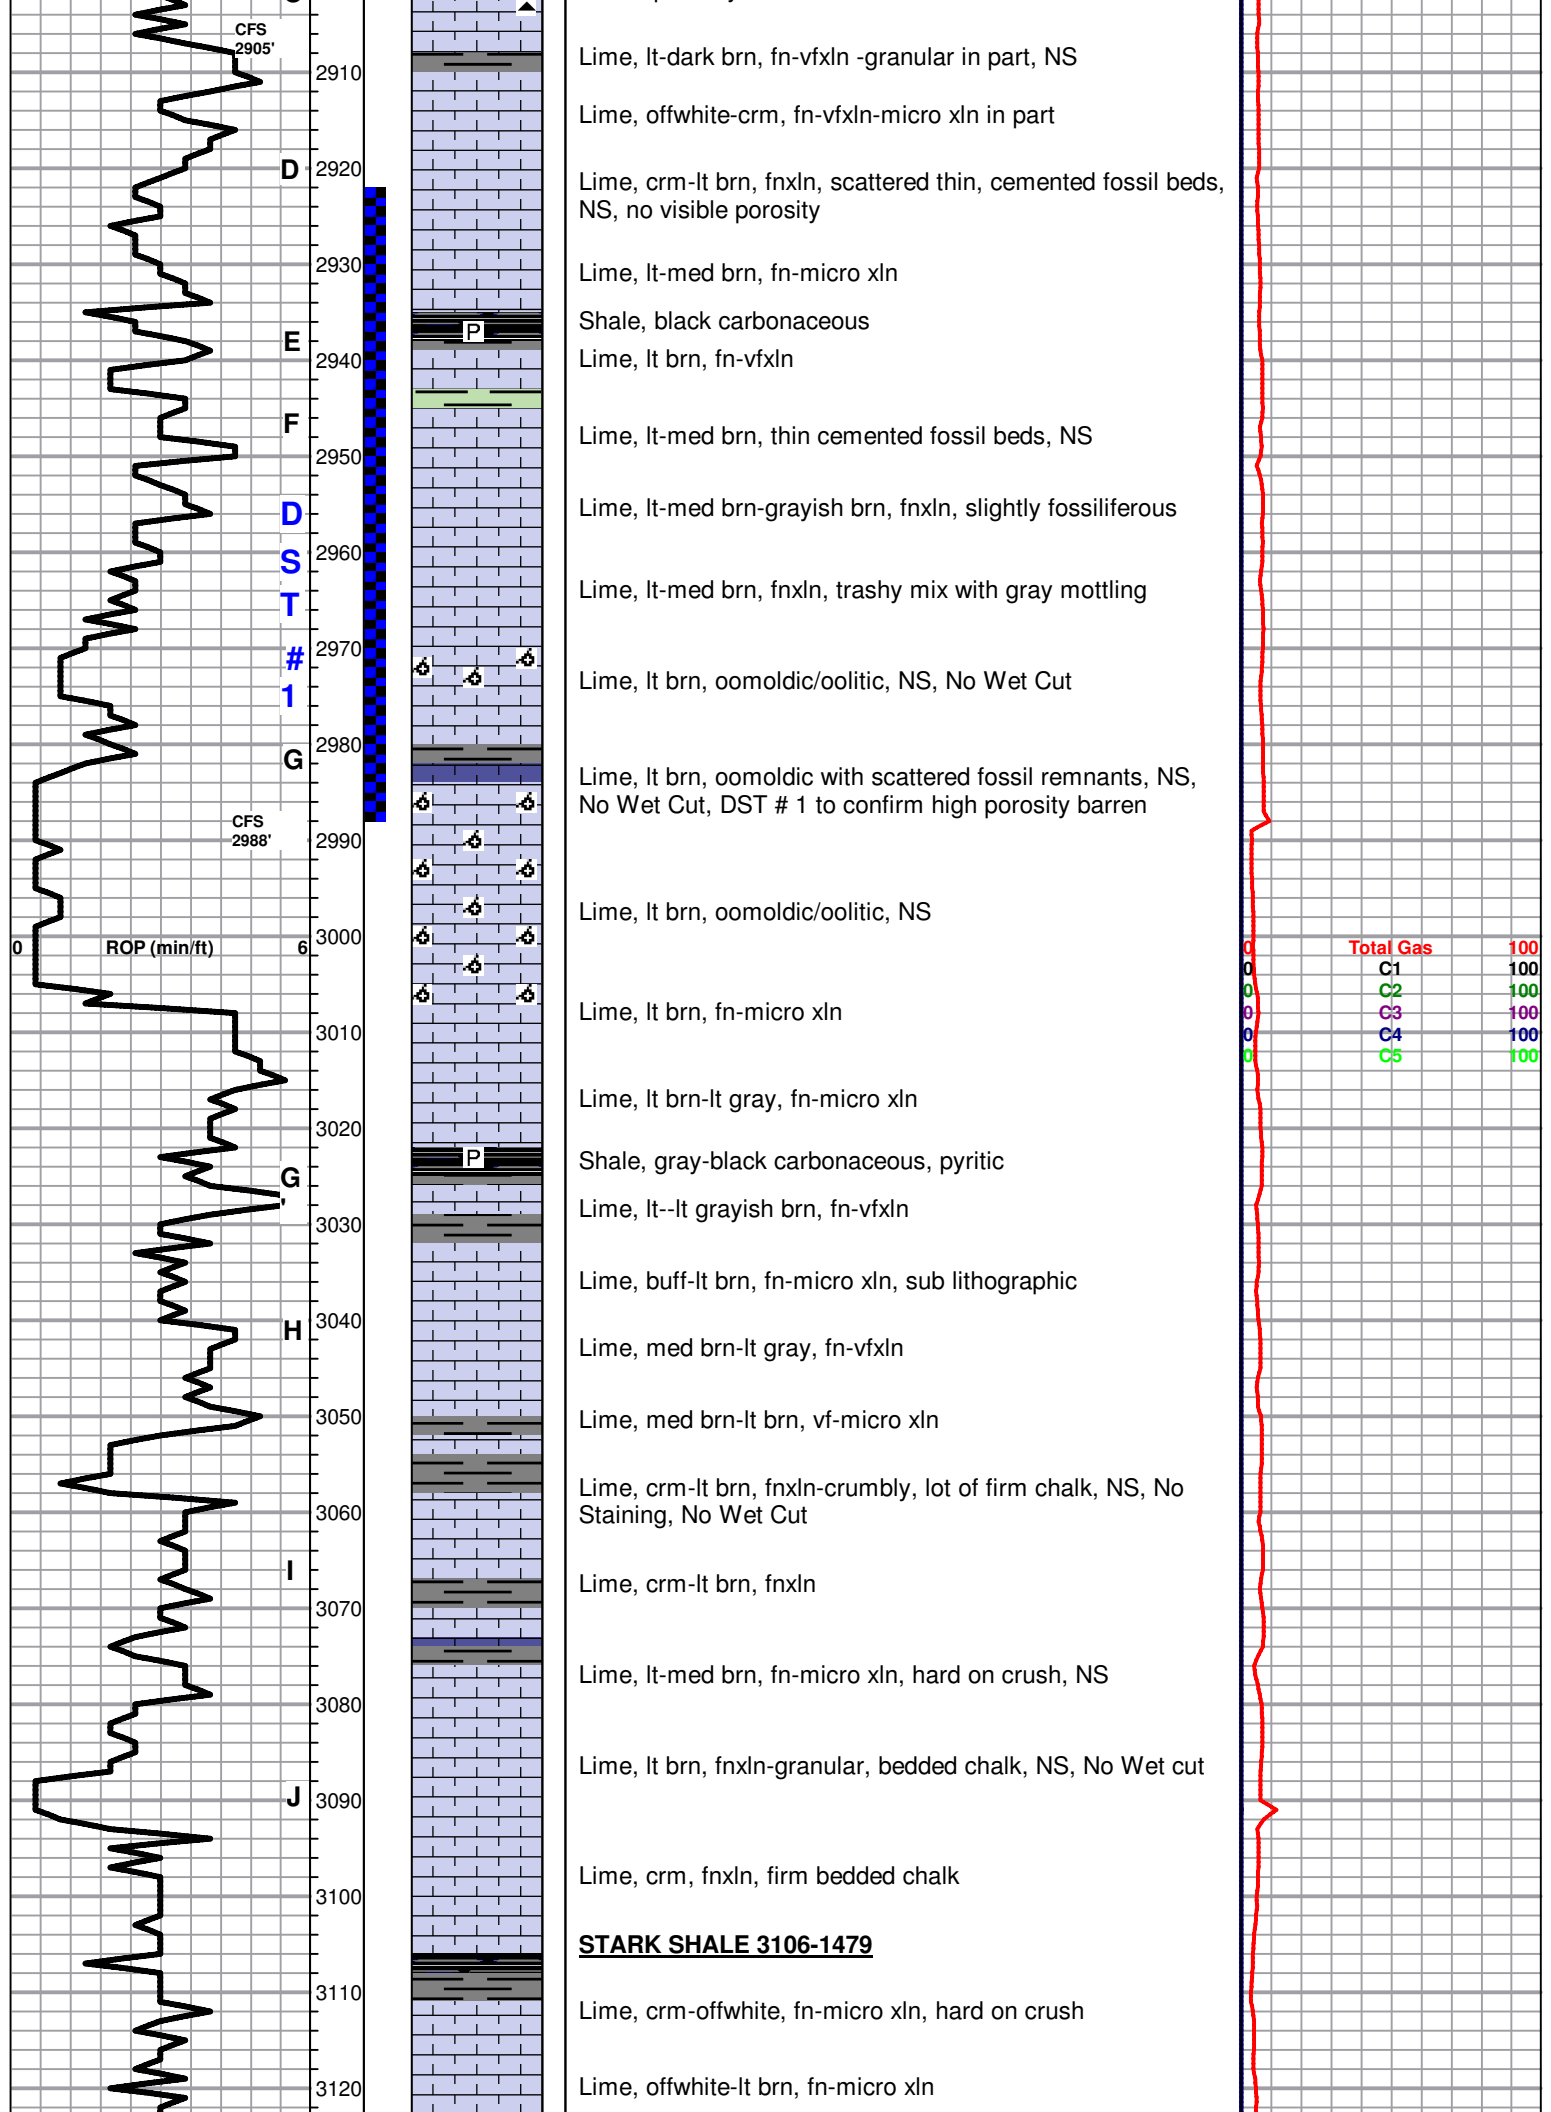 CFS
2905'
Lime, lt-dark brn, fn-vfxln -granular in part, NS
2910
Lime, offwhite-crm, fn-vfxln-micro xln in part
D
2920
Lime, crm-lt brn, fnxln, scattered thin, cemented fossil beds,
NS, no visible porosity
2930
Lime, lt-med brn, fn-micro xln
Shale, black carbonaceous
P
E
2940
Lime, lt brn, fn-vfxln
F
Lime, lt-med brn, thin cemented fossil beds, NS
2950
D
Lime, lt-med brn-grayish brn, fnxln, slightly fossiliferous
2960
S
Lime, lt-med brn, fnxln, trashy mix with gray mottling
T
2970
#
Lime, lt brn, oomoldic/oolitic, NS, No Wet Cut
1
2980
G
Lime, lt brn, oomoldic with scattered fossil remnants, NS,
No Wet Cut, DST # 1 to confirm high porosity barren
CFS
2988'
2990
Lime, lt brn, oomoldic/oolitic, NS
3000
0 ROP (min/ft) 6
0 Total Gas 100
0 C1 100
0 C2 100
0 C3 100
0 C4 100
0 C5 100
Lime, lt brn, fn-micro xln
3010
Lime, lt brn-lt gray, fn-micro xln
3020
P
Shale, gray-black carbonaceous, pyritic
G
'
Lime, lt--lt grayish brn, fn-vfxln
3030
Lime, buff-lt brn, fn-micro xln, sub lithographic
3040
H
Lime, med brn-lt gray, fn-vfxln
3050
Lime, med brn-lt brn, vf-micro xln
Lime, crm-lt brn, fnxln-crumbly, lot of firm chalk, NS, No
Staining, No Wet Cut
3060
I
Lime, crm-lt brn, fnxln
3070
Lime, lt-med brn, fn-micro xln, hard on crush, NS
3080
Lime, lt brn, fnxln-granular, bedded chalk, NS, No Wet cut
J
3090
Lime, crm, fnxln, firm bedded chalk
3100
STARK SHALE 3106-1479
3110
Lime, crm-offwhite, fn-micro xln, hard on crush
Lime, offwhite-lt brn, fn-micro xln
3120